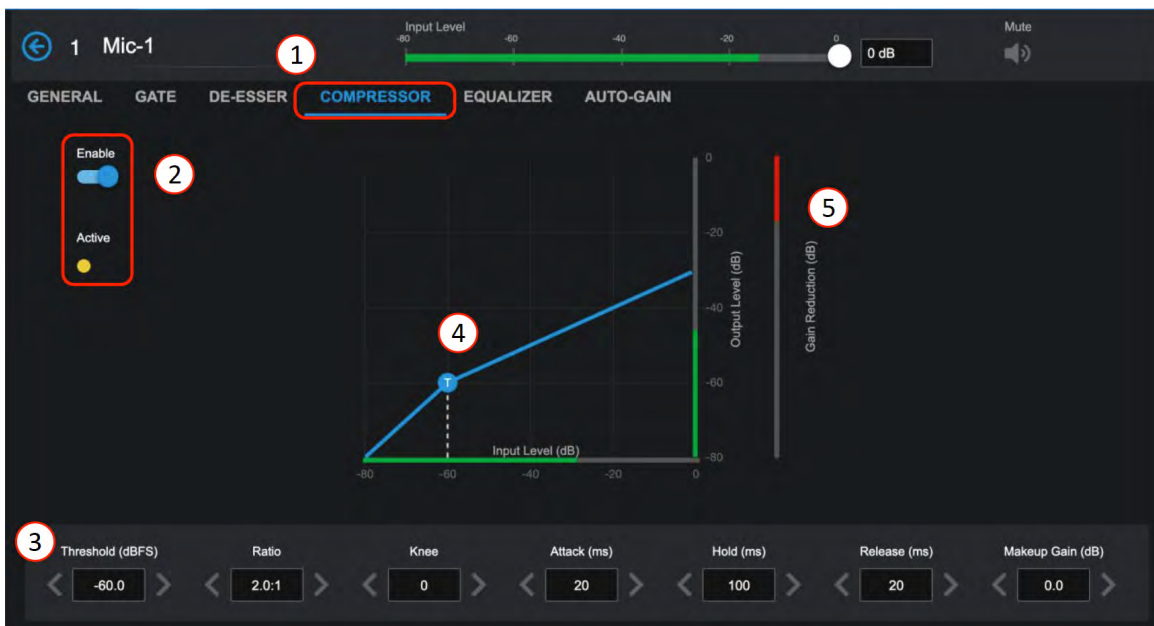 1 Mic-1
Input Level
-80 -60 -40 -20 0
0 dB
Mute
1
GENERAL GATE DE-ESSER COMPRESSOR EQUALIZER AUTO-GAIN
Enable
2
Active
5
4
T
0
-20
-40
-60
-80
Output Level (dB)
Gain Reduction (dB)
Input Level (dB)
-80 -60 -40 -20 0
3
Threshold (dBFS) Ratio Knee Attack (ms) Hold (ms) Release (ms) Makeup Gain (dB)
-60.0 2.0:1 0 20 100 20 0.0